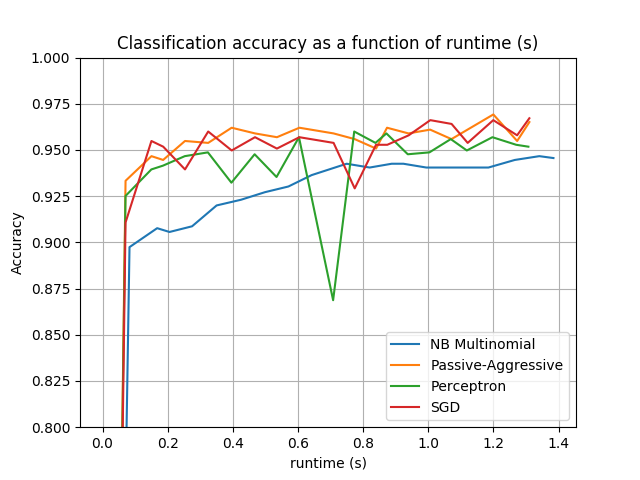 Classification accuracy as a function of runtime (s)
1.000
0.975
0.950
0.925
0.900
0.875
0.850
0.825
0.800
Accuracy
NB Multinomial
Passive-Aggressive
Perceptron
SGD
0.0 0.2 0.4 0.6 0.8 1.0 1.2 1.4
runtime (s)